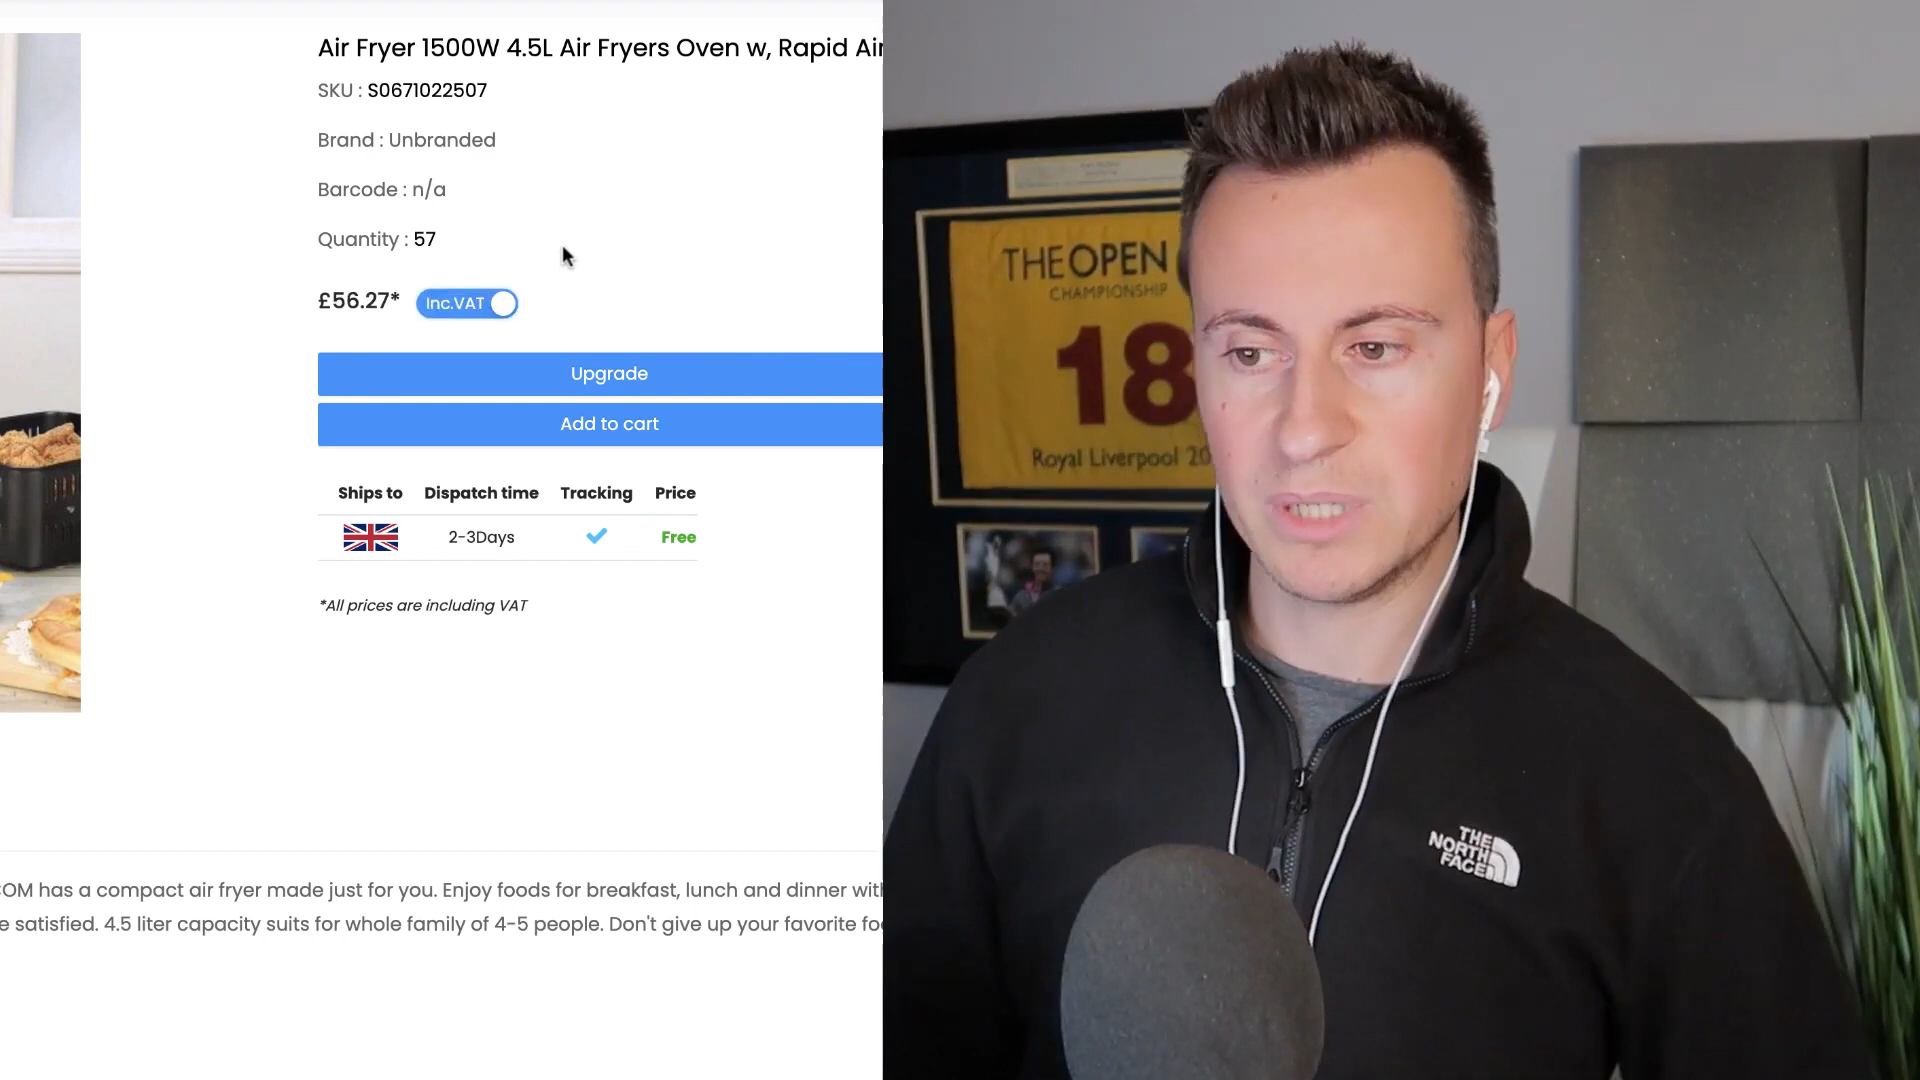 Air Fryer 1500W 4.5L Air Fryers Oven w, Rapid Air
SKU : S0671022507
Brand : Unbranded
Barcode : n/a
Quantity : 57
£56.27* Inc.VAT
Upgrade
Add to cart
Ships to Dispatch time Tracking Price
2-3Days Free
*All prices are including VAT
OM has a compact air fryer made just for you. Enjoy foods for breakfast, lunch and dinner with
e satisfied. 4.5 liter capacity suits for whole family of 4-5 people. Don't give up your favorite fo
THE OPEN
CHAMPIONSHIP
18
Royal Liverpool 20
THE
NORTH
FACE